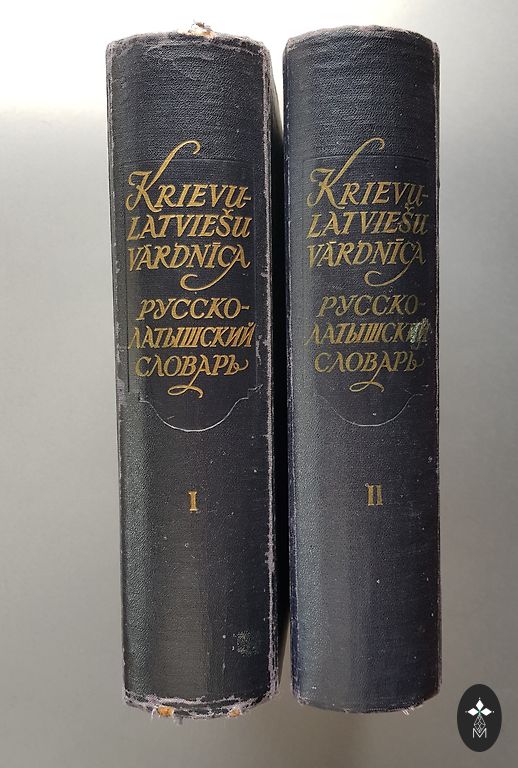 KRIEVU-
LATVIEŠU
VĀRDNĪCA
РУССКО-
ЛАТЫШСКИЙ
СЛОВАРЬ
I
KRIEVU-
LATVIEŠU
VĀRDNĪCA
РУССКО-
ЛАТЫШСКИЙ
СЛОВАРЬ
II
M